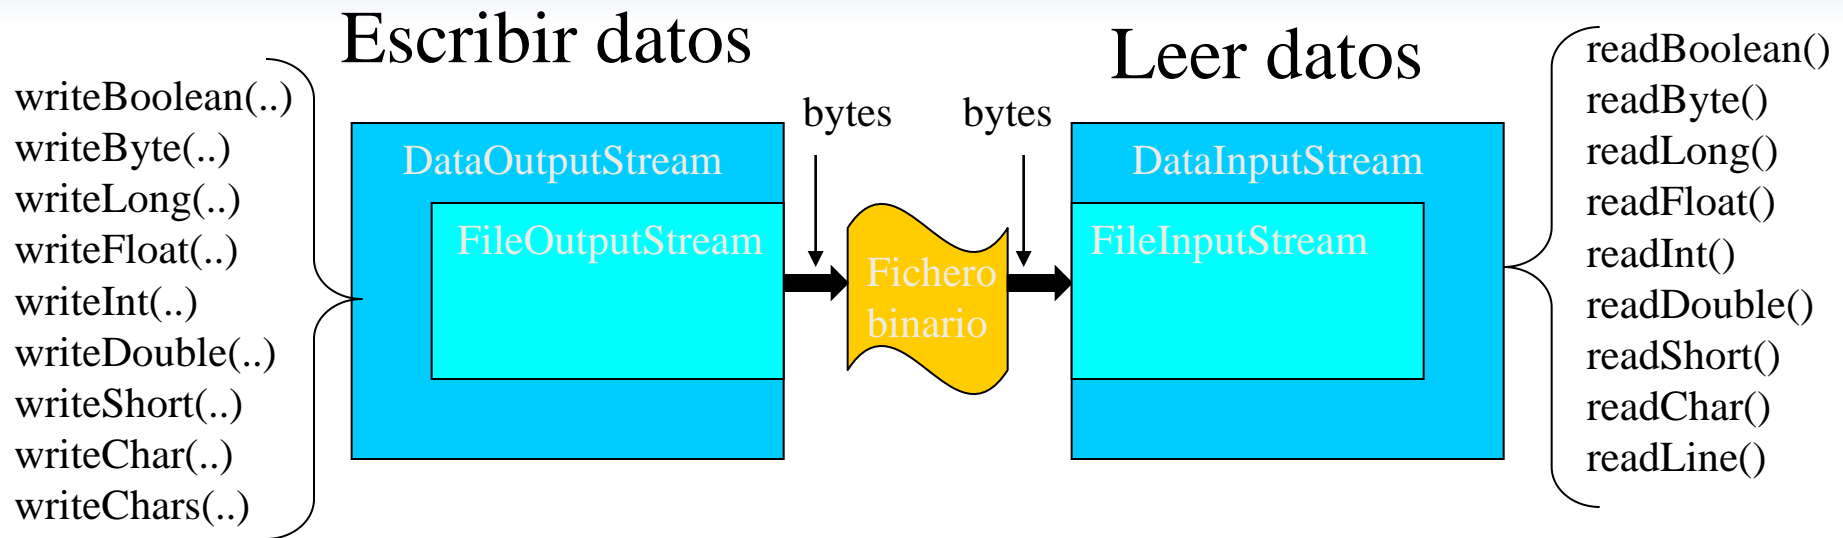 Escribir datos
writeBoolean(..)
writeByte(..)
writeLong(..)
writeFloat(..)
writeInt(..)
writeDouble(..)
writeShort(..)
writeChar(..)
writeChars(..)
DataOutputStream
FileOutputStream
bytes
Fichero
binario
bytes
Leer datos
DataInputStream
FileInputStream
readBoolean()
readByte()
readLong()
readFloat()
readInt()
readDouble()
readShort()
readChar()
readLine()